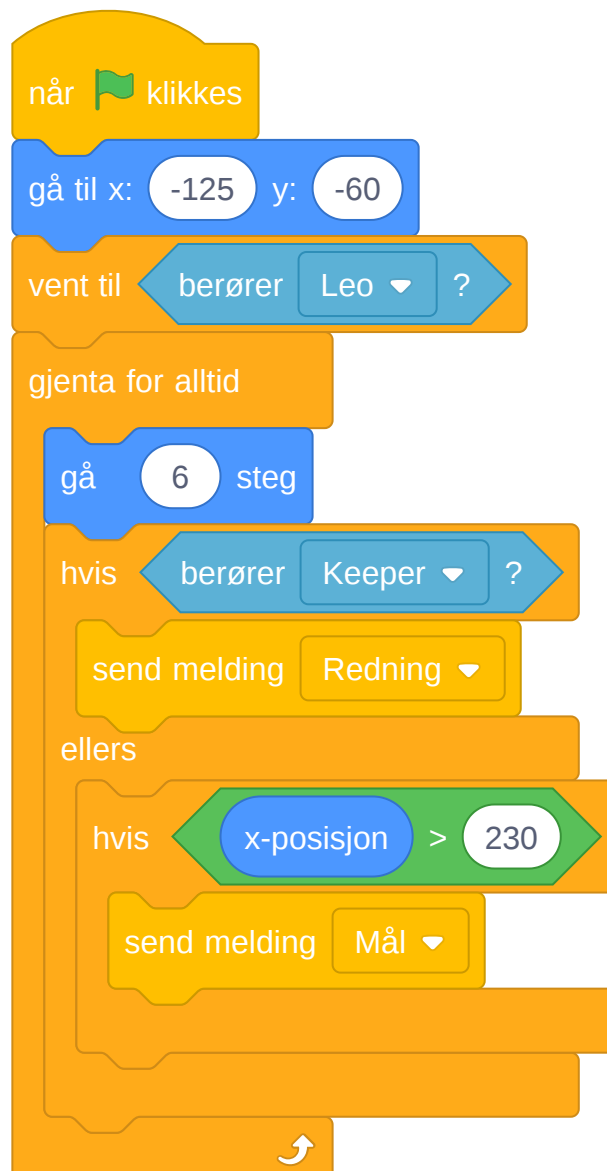 når klikkes
gå til x: -125 y: -60
vent til berører Leo ?
gjenta for alltid
gå 6 steg
hvis berører Keeper ?
send melding Redning
ellers
hvis x-posisjon > 230
send melding Mål